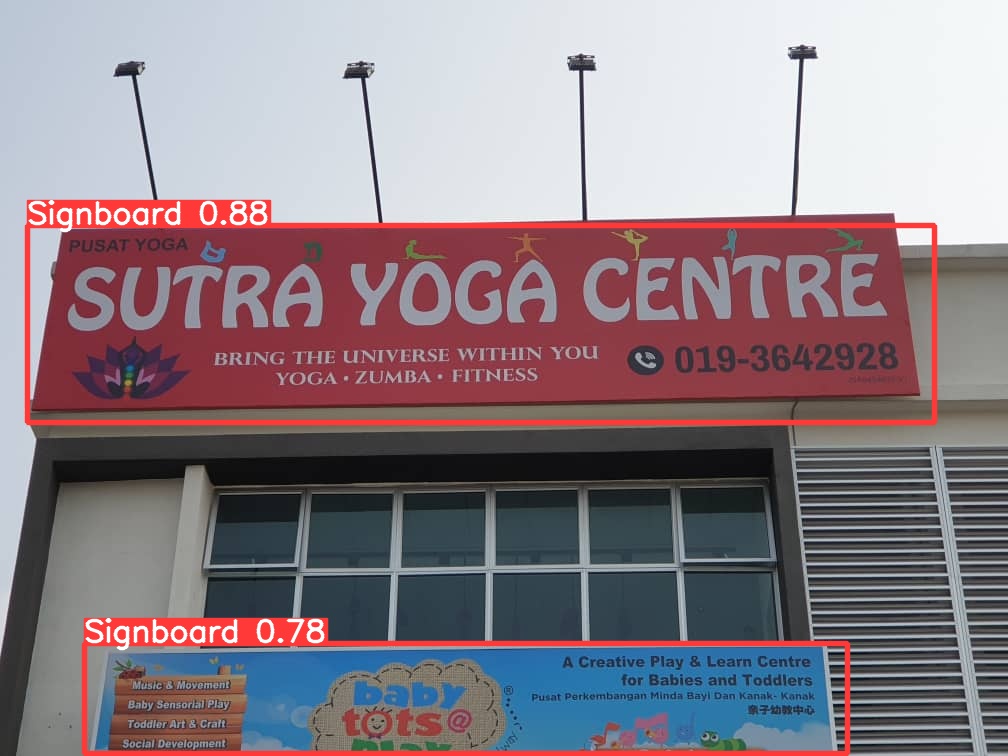 Signboard 0.88
PUSAT YOGA
SUTRA YOGA CENTRE
BRING THE UNIVERSE WITHIN YOU
YOGA • ZUMBA • FITNESS
019-3642928
Signboard 0.78
Music & Movement
Baby Sensorial Play
Toddler Art & Craft
Social Development
baby
tots@
PLAY
®
A Creative Play & Learn Centre
for Babies and Toddlers
Pusat Perkembangan Minda Bayi Dan Kanak- Kanak
亲子幼教中心